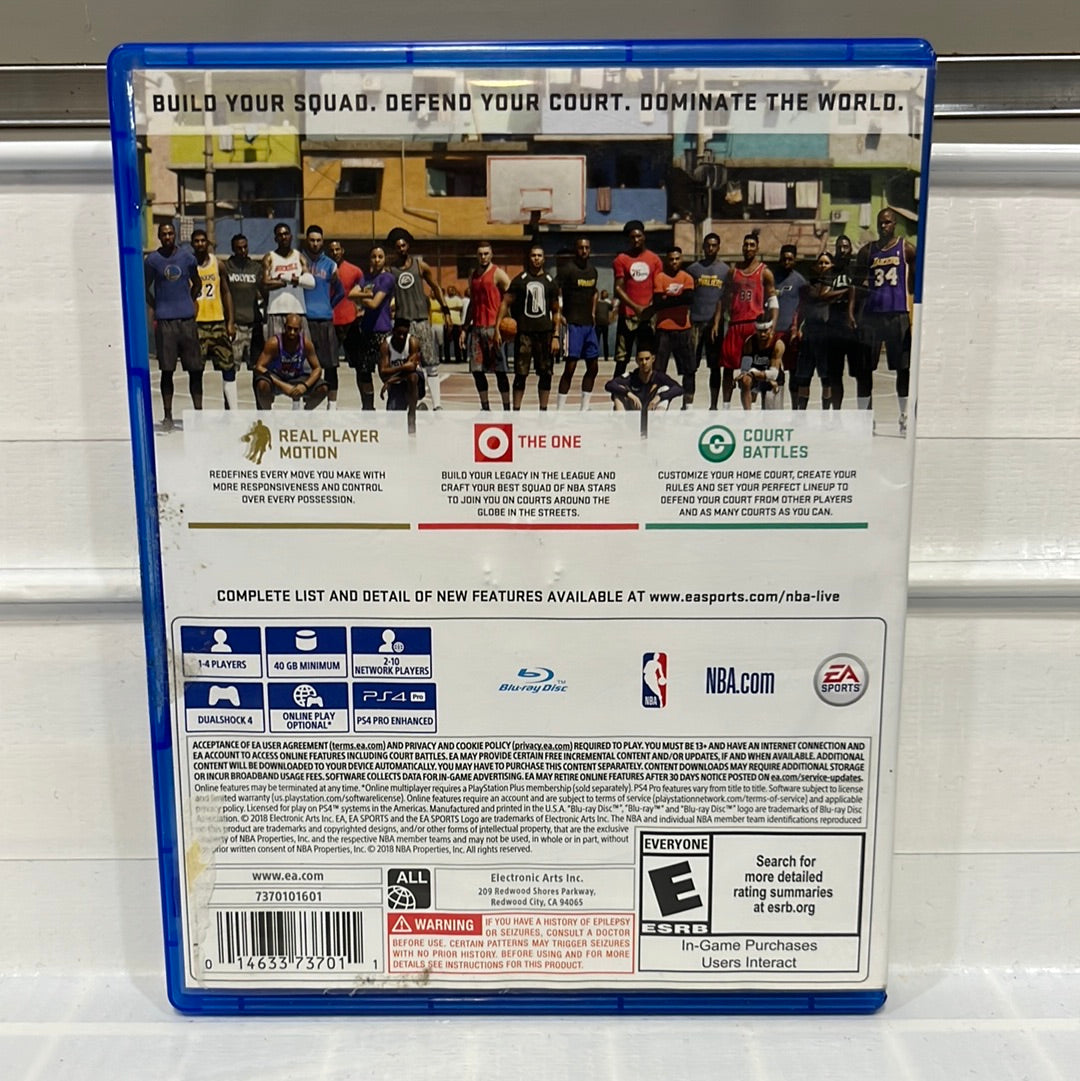 BUILD YOUR SQUAD. DEFEND YOUR COURT. DOMINATE THE WORLD.
WOLVES
34
REAL PLAYER
MOTION
REDEFINES EVERY MOVE YOU MAKE WITH
MORE RESPONSIVENESS AND CONTROL
OVER EVERY POSSESSION.
THE ONE
BUILD YOUR LEGACY IN THE LEAGUE AND
CRAFT YOUR BEST SQUAD OF NBA STARS
TO JOIN YOU ON COURTS AROUND THE
GLOBE IN THE STREETS.
COURT
BATTLES
CUSTOMIZE YOUR HOME COURT, CREATE YOUR
RULES AND SET YOUR PERFECT LINEUP TO
DEFEND YOUR COURT FROM OTHER PLAYERS
AND AS MANY COURTS AS YOU CAN.
COMPLETE LIST AND DETAIL OF NEW FEATURES AVAILABLE AT www.easports.com/nba-live
1-4 PLAYERS
40 GB MINIMUM
2-10
NETWORK PLAYERS
DUALSHOCK 4
ONLINE PLAY
OPTIONAL*
PS4 Pro
PS4 PRO ENHANCED
Blu-ray Disc™
NBA
NBA.com
EA
SPORTS™
ACCEPTANCE OF EA USER AGREEMENT (terms.ea.com) AND PRIVACY AND COOKIE POLICY (privacy.ea.com) REQUIRED TO PLAY. YOU MUST BE 13+ AND HAVE AN INTERNET CONNECTION AND
EA ACCOUNT TO ACCESS ONLINE FEATURES INCLUDING COURT BATTLES. EA MAY PROVIDE CERTAIN FREE INCREMENTAL CONTENT AND/OR UPDATES, IF AND WHEN AVAILABLE. ADDITIONAL
CONTENT WILL BE DOWNLOADED TO YOUR DEVICE AUTOMATICALLY. YOU MAY HAVE TO PURCHASE THIS CONTENT SEPARATELY. CONTENT DOWNLOADS MAY REQUIRE ADDITIONAL STORAGE
OR INCUR BROADBAND USAGE FEES. SOFTWARE COLLECTS DATA FOR IN-GAME ADVERTISING. EA MAY RETIRE ONLINE FEATURES AFTER 30 DAYS NOTICE POSTED ON ea.com/service-updates.
Online features may be terminated at any time. *Online multiplayer requires a PlayStation Plus membership (sold separately). PS4 Pro features vary from title to title. Software subject to license
and limited warranty (us.playstation.com/softwarelicense). Online features require an account and are subject to terms of service (playstationnetwork.com/terms-of-service) and applicable
policy. Licensed for play on PS4™ systems in the Americas. Manufactured and printed in the U.S.A. "Blu-ray Disc™", "Blu-ray™" and "Blu-ray Disc™" logo are trademarks of Blu-ray Disc
© 2018 Electronic Arts Inc. EA, EA SPORTS and the EA SPORTS Logo are trademarks of Electronic Arts Inc. The NBA and individual NBA member team identifications reproduced
this product are trademarks and copyrighted designs, and/or other forms of intellectual property, that are the exclusive
of NBA Properties, Inc. and the respective NBA member teams and may not be used, in whole or in part, without
prior written consent of NBA Properties, Inc. © 2018 NBA Properties, Inc. All rights reserved.
www.ea.com
7370101601
ALL
Electronic Arts Inc.
209 Redwood Shores Parkway,
Redwood City, CA 94065
0 14633 73701 1
WARNING IF YOU HAVE A HISTORY OF EPILEPSY
OR SEIZURES, CONSULT A DOCTOR
BEFORE USE. CERTAIN PATTERNS MAY TRIGGER SEIZURES
WITH NO PRIOR HISTORY. BEFORE USING AND FOR MORE
DETAILS SEE INSTRUCTIONS FOR THIS PRODUCT.
EVERYONE
E
ESRB
Search for
more detailed
rating summaries
at esrb.org
In-Game Purchases
Users Interact